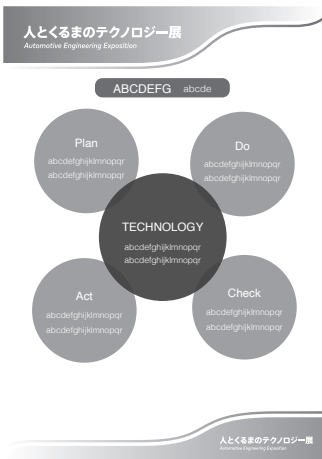 人とくるまのテクノロジー展
Automotive Engineering Exposition
ABCDEFG abcde
Plan
abcdefghijklmnopqr
abcdefghijklmnopqr
Do
abcdefghijklmnopqr
abcdefghijklmnopqr
TECHNOLOGY
abcdefghijklmnopqr
abcdefghijklmnopqr
Act
abcdefghijklmnopqr
abcdefghijklmnopqr
Check
abcdefghijklmnopqr
abcdefghijklmnopqr
人とくるまのテクノロジー展
Automotive Engineering Exposition